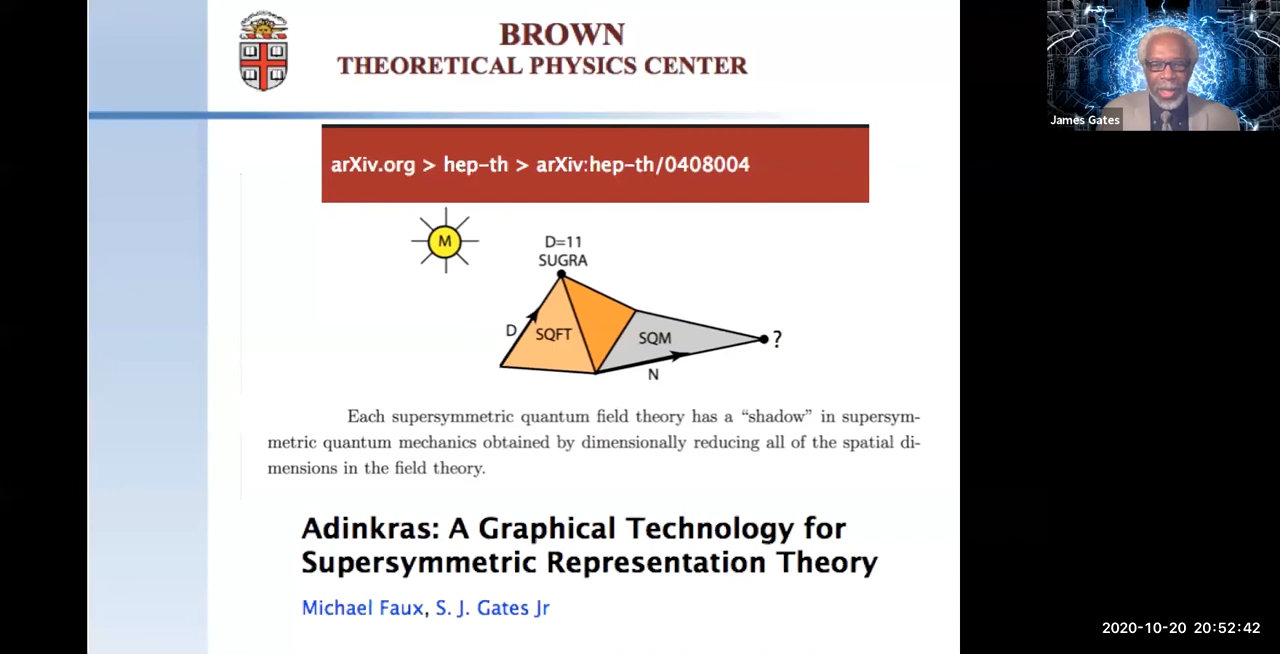 BROWN
THEORETICAL PHYSICS CENTER
James Gates
arXiv.org > hep-th > arXiv:hep-th/0408004
M
D=11
SUGRA
D
SQFT
SQM
?
N
Each supersymmetric quantum field theory has a “shadow” in supersym-
metric quantum mechanics obtained by dimensionally reducing all of the spatial di-
mensions in the field theory.
Adinkras: A Graphical Technology for
Supersymmetric Representation Theory
Michael Faux, S. J. Gates Jr
2020-10-20 20:52:42